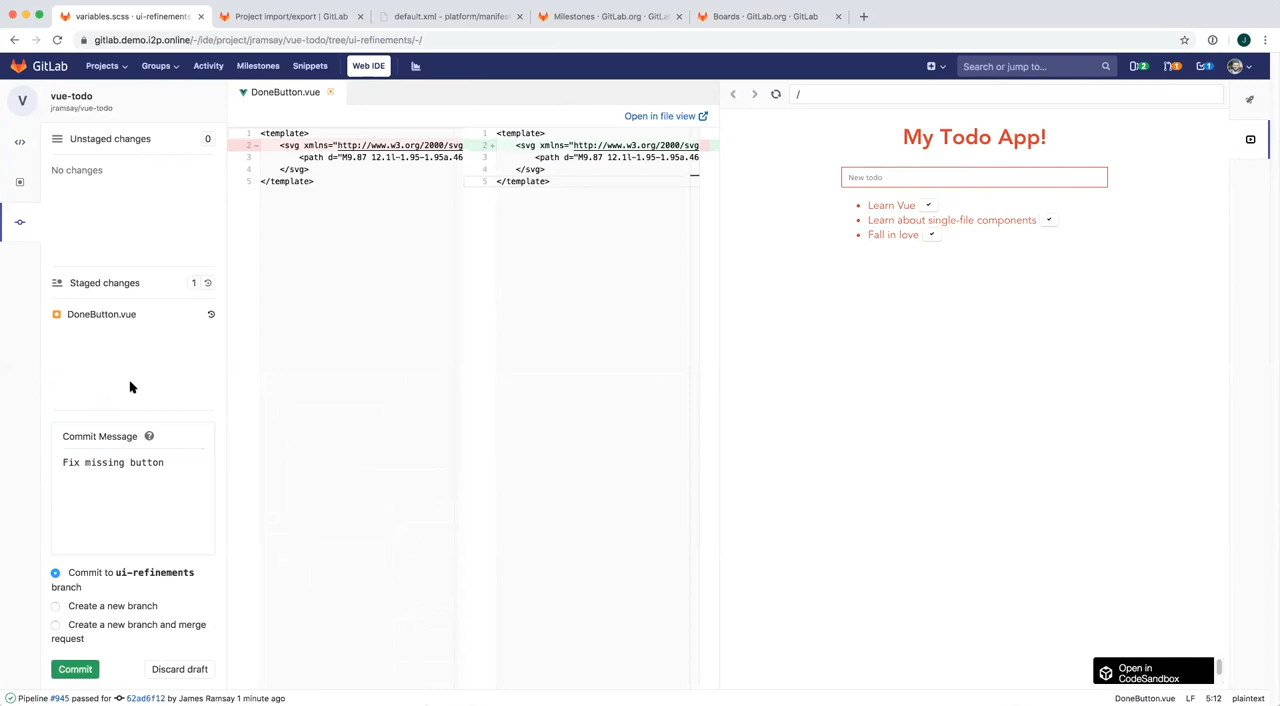 variables.scss · ui-refinements
Project import/export | GitLab
default.xml - platform/manifes
Milestones · GitLab.org · GitLa
Boards · GitLab.org · GitLab
gitlab.demo.i2p.online/-/ide/project/jramsay/vue-todo/tree/ui-refinements/-/
J
GitLab
Projects
Groups
Activity
Milestones
Snippets
Web IDE
Search or jump to...
2
1
1
V
vue-todo
jramsay/vue-todo
DoneButton.vue
/
Open in file view
Unstaged changes
0
No changes
1 <template>
2 <svg xmlns="http://www.w3.org/2000/svg
3 <path d="M9.87 12.1l-1.95-1.95a.46
4 </svg>
5 </template>
1 <template>
2 <svg xmlns="http://www.w3.org/2000/svg
3 <path d="M9.87 12.1l-1.95-1.95a.46
4 </svg>
5 </template>
My Todo App!
New todo
Learn Vue
Learn about single-file components
Fall in love
Staged changes
1
DoneButton.vue
Commit Message
Fix missing button
Commit to ui-refinements
branch
Create a new branch
Create a new branch and merge
request
Commit
Discard draft
Open in
CodeSandbox
Pipeline #945 passed for 62ad6f12 by James Ramsay 1 minute ago
DoneButton.vue
LF
5:12
plaintext